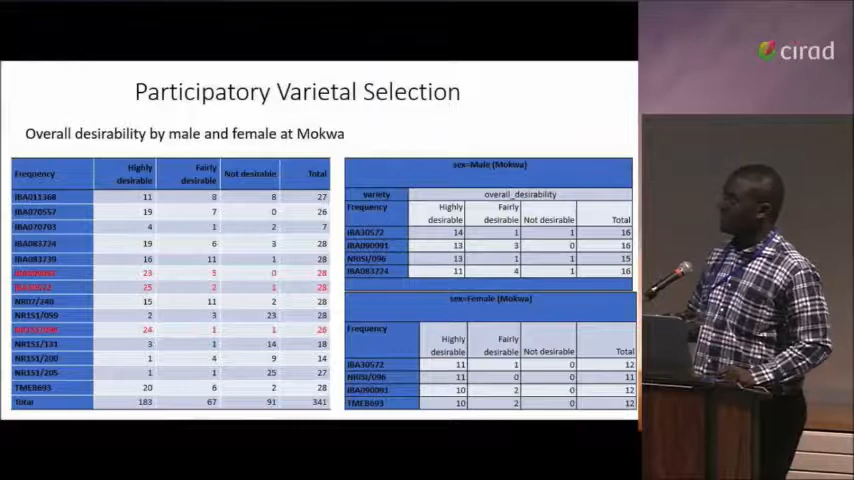 cirad
Participatory Varietal Selection
Overall desirability by male and female at Mokwa
Frequency Highly desirable Fairly desirable Not desirable Total
IBA011368 11 8 8 27
IBA070557 19 7 0 26
IBA070703 4 1 2 7
IBA083724 19 6 3 28
IBA083739 16 11 1 28
23 5 0 28
IBA30572 25 2 1 28
NR07/240 15 11 2 28
NR151/059 2 3 23 28
24 1 1 26
NR151/131 3 1 14 18
NR151/200 1 4 9 14
NR151/205 1 1 25 27
TMEB693 20 6 2 28
Total 183 67 91 341
sex=Male (Mokwa)
variety overall_desirability
Frequency Highly desirable Fairly desirable Not desirable Total
IBA30572 14 1 1 16
IBA090091 13 3 0 16
NRISI/096 13 1 1 15
IBA083724 11 4 1 16
sex=Female (Mokwa)
Frequency Highly desirable Fairly desirable Not desirable Total
IBA30572 11 1 0 12
NRISI/096 11 0 0 11
IBA090091 10 2 0 12
TMEB693 10 2 0 12